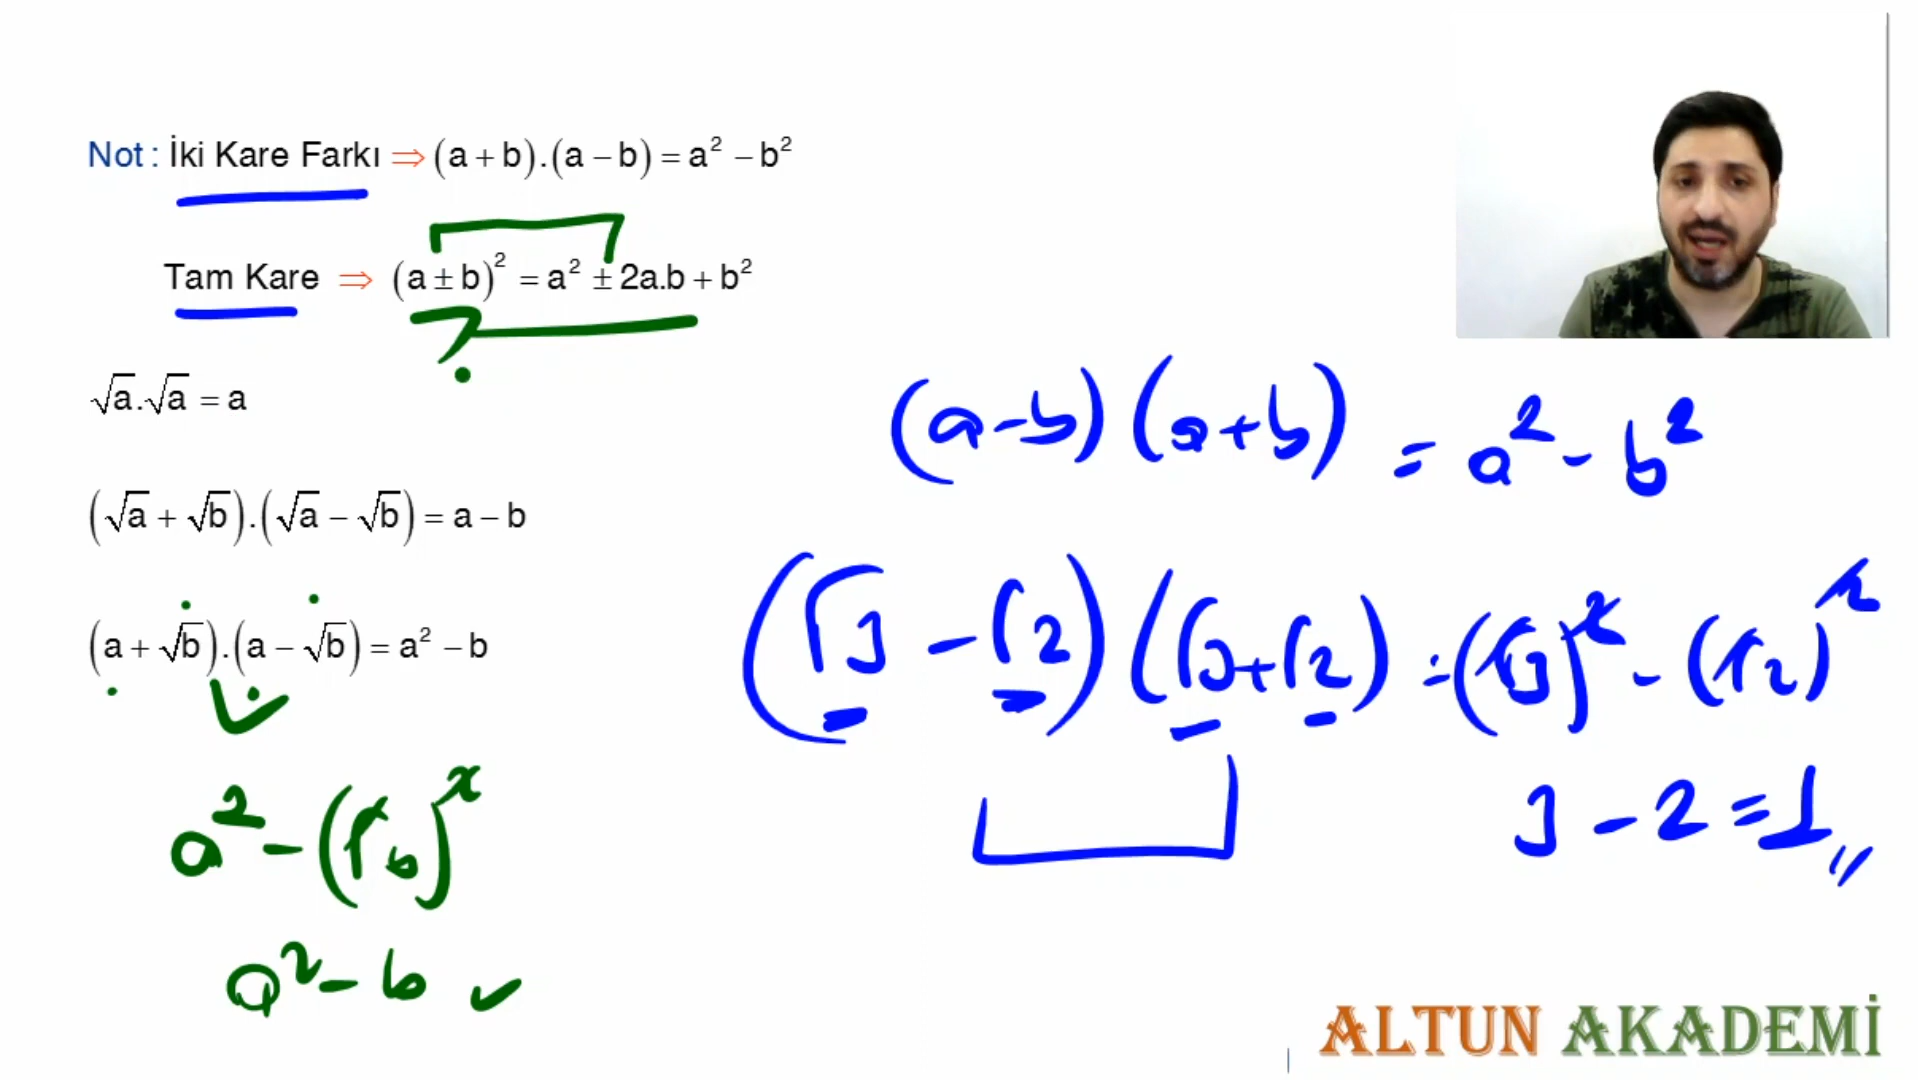 Not : İki Kare Farkı ⇒ (a + b).(a − b) = a² − b²
Tam Kare ⇒ (a ± b)² = a² ± 2a.b + b²
√a.√a = a
(√a + √b).(√a − √b) = a − b
(a + √b).(a − √b) = a² − b
a² - (√b)²
a² - b
(a-b) (a+b) = a² - b²
(√3 - √2) (√3+√2) = (√3)² - (√2)²
3 - 2 = 1
ALTUN AKADEMİ